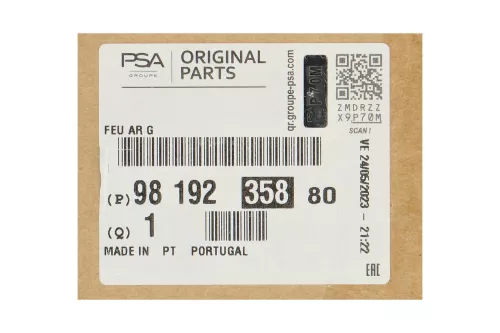 PSA
GROUPE
ORIGINAL
PARTS
qr.groupe-psa.com
P70M
ZMDRZZ
X9P70M
SCAN!
FEU AR G
(P) 98 192 358 80
(Q) 1
MADE IN PT PORTUGAL
VE 24/05/2023 - 21:22
EAC